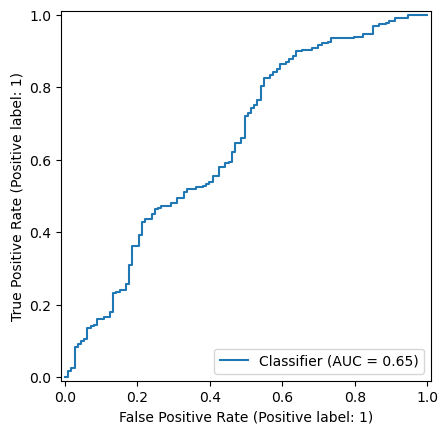 1.0
0.8
0.6
0.4
0.2
0.0
True Positive Rate (Positive label: 1)
Classifier (AUC = 0.65)
0.0 0.2 0.4 0.6 0.8 1.0
False Positive Rate (Positive label: 1)